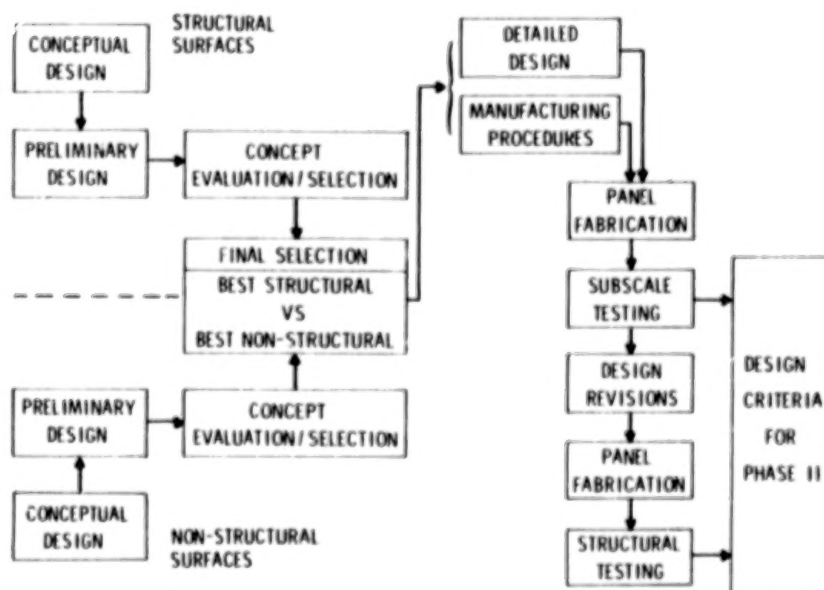 STRUCTURAL
SURFACES
CONCEPTUAL
DESIGN
PRELIMINARY
DESIGN
CONCEPT
EVALUATION/SELECTION
FINAL SELECTION
BEST STRUCTURAL
VS
BEST NON-STRUCTURAL
PRELIMINARY
DESIGN
CONCEPT
EVALUATION/SELECTION
CONCEPTUAL
DESIGN
NON-STRUCTURAL
SURFACES
DETAILED
DESIGN
MANUFACTURING
PROCEDURES
PANEL
FABRICATION
SUBSCALE
TESTING
DESIGN
REVISIONS
PANEL
FABRICATION
STRUCTURAL
TESTING
DESIGN
CRITERIA
FOR
PHASE II